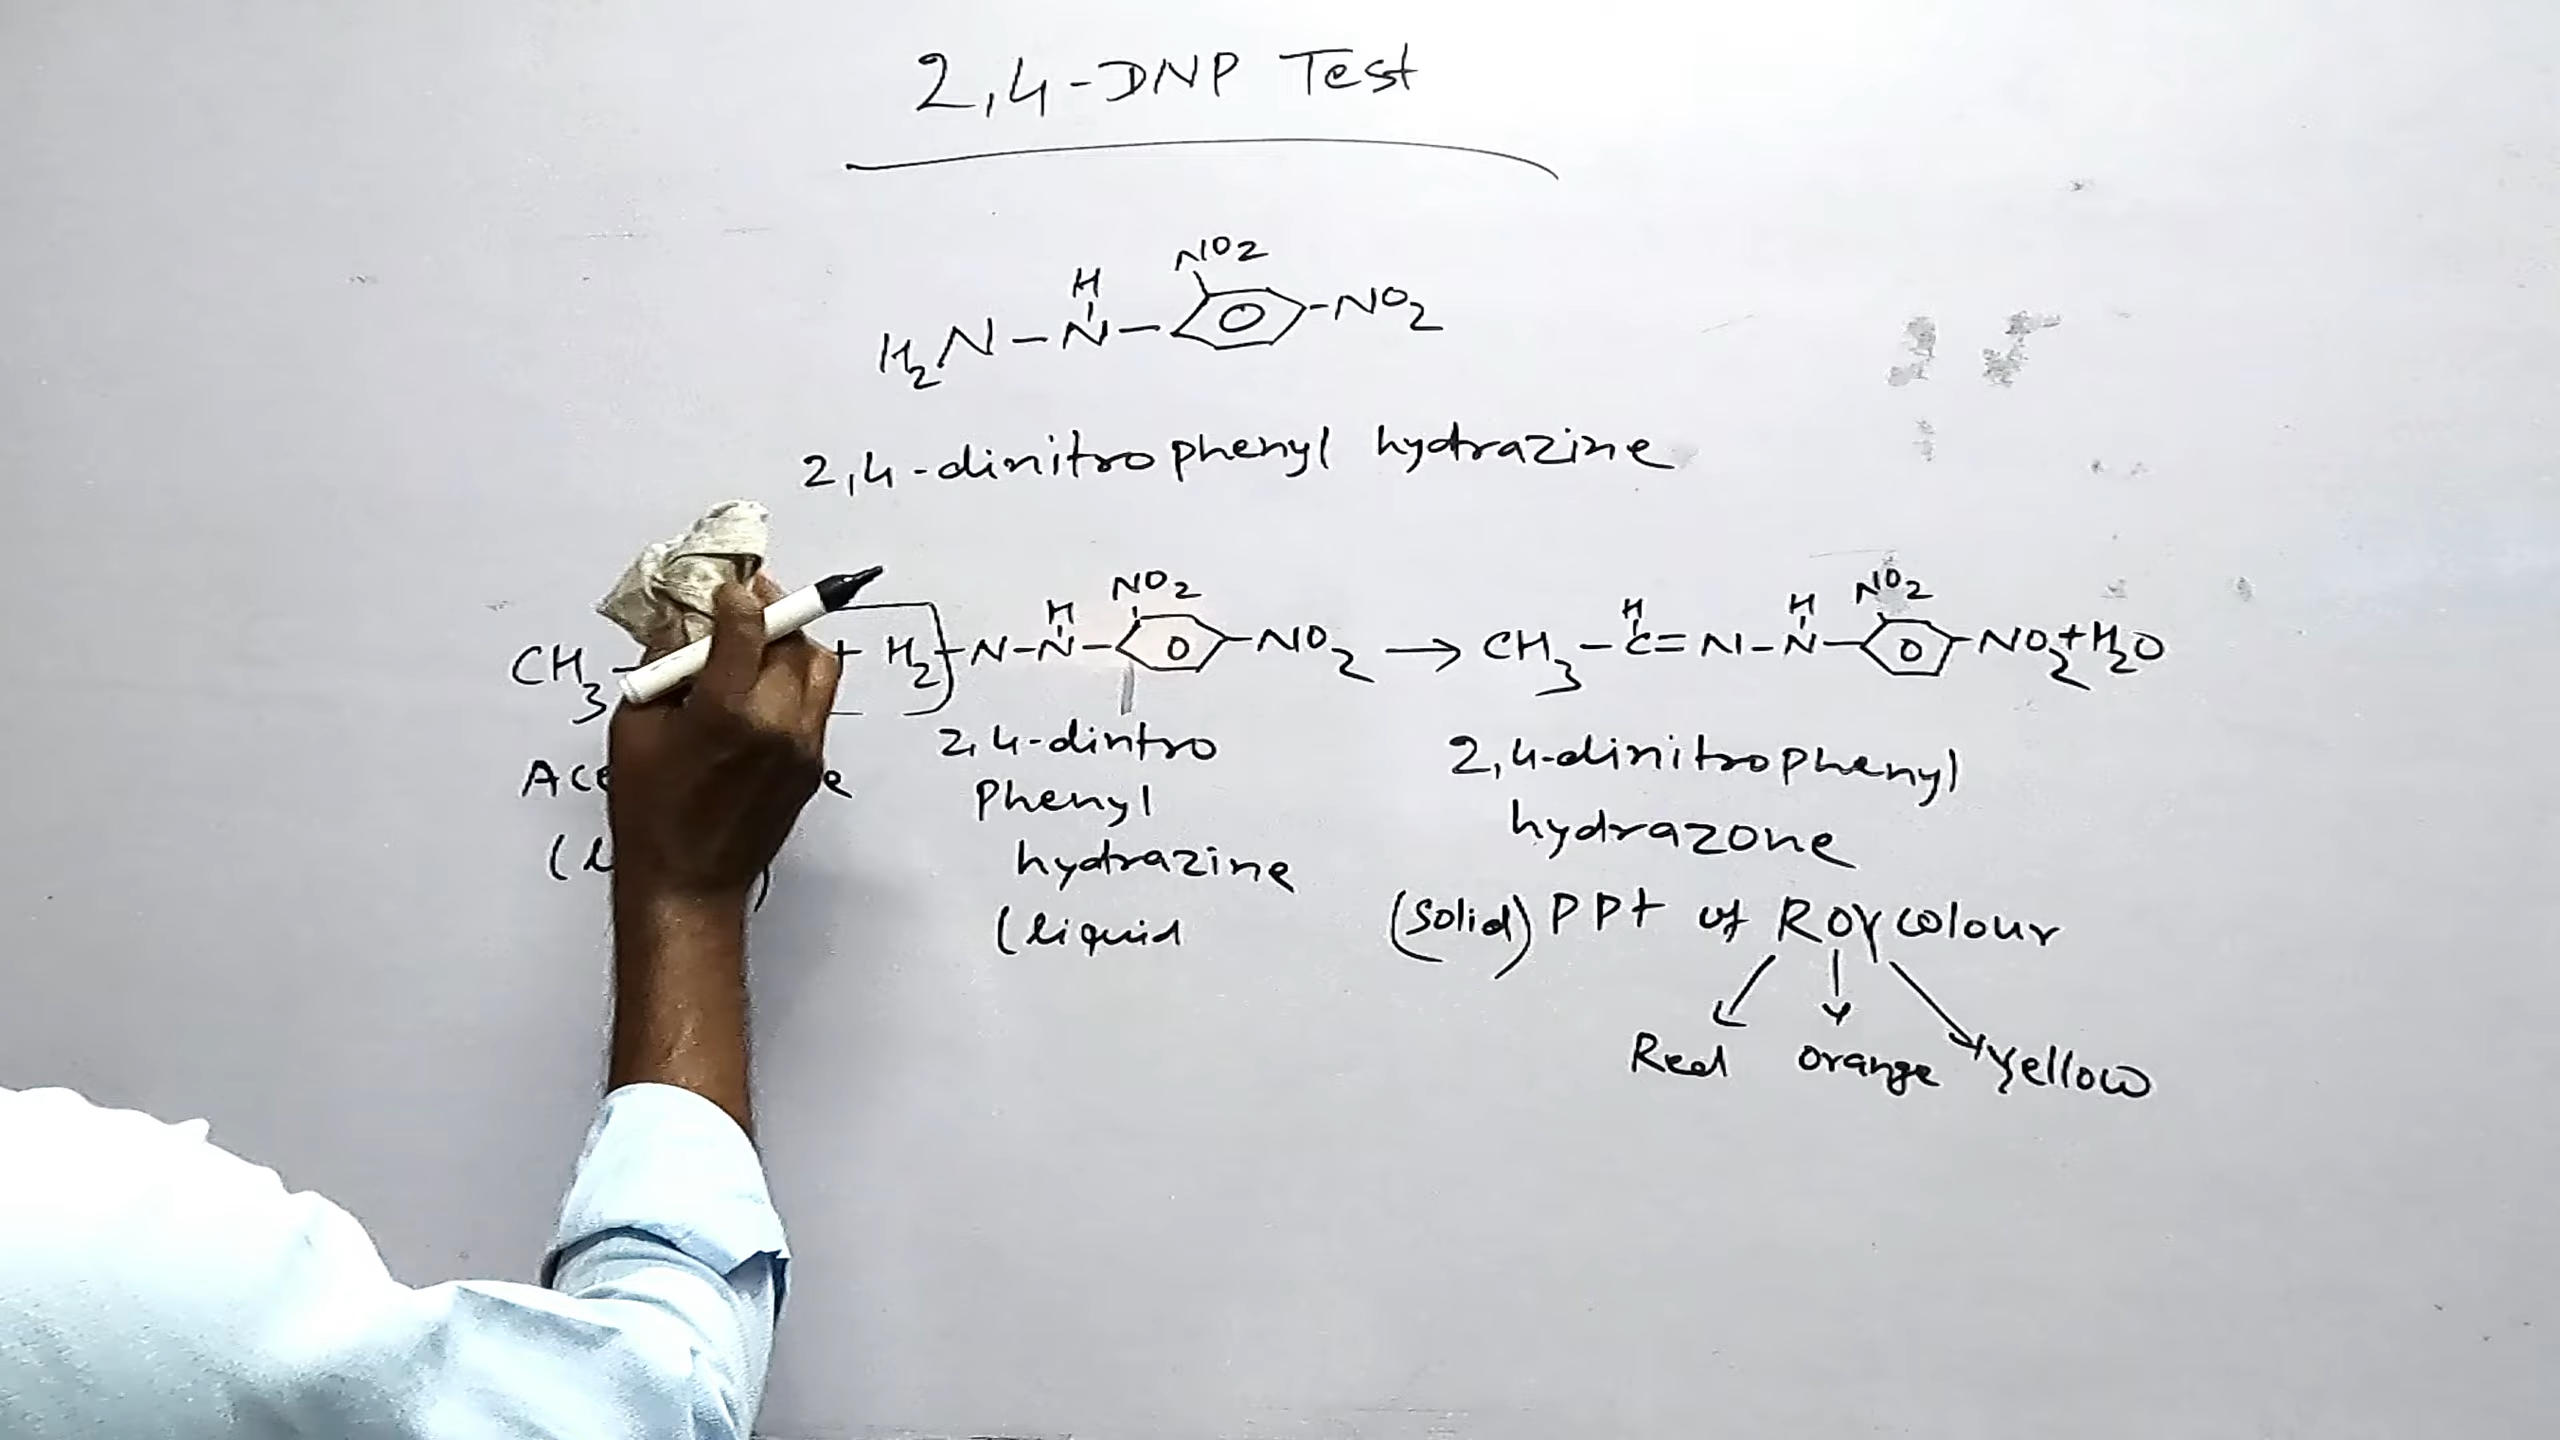 2,4-DNP Test
NO2
H
H2N-N- -NO2
2,4-dinitrophenyl hydrazine
H NO2 H H NO2
CH3- + H2 N-N- O -NO2 → CH3-C=N-N- O -NO2+H2O
2,4-dintro
Phenyl
hydrazine
(liquid
2,4-dinitrophenyl
hydrazone
(solid) PPt of ROY colour
Red orange yellow